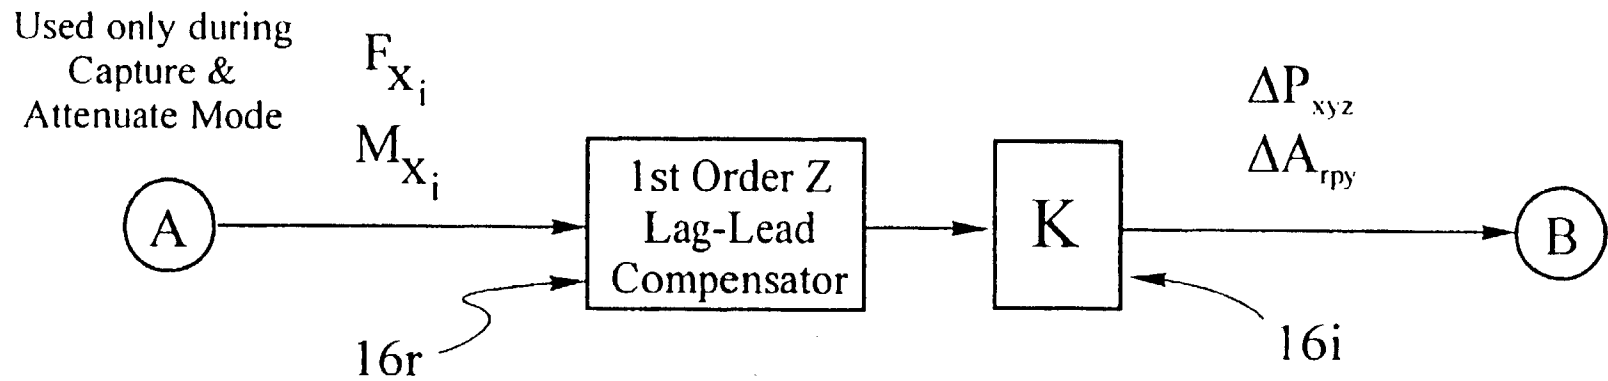 Used only during
Capture &
Attenuate Mode
F_{x_i}
M_{x_i}
A
1st Order Z
Lag-Lead
Compensator
K
ΔP_{xyz}
ΔA_{rpy}
B
16r
16i